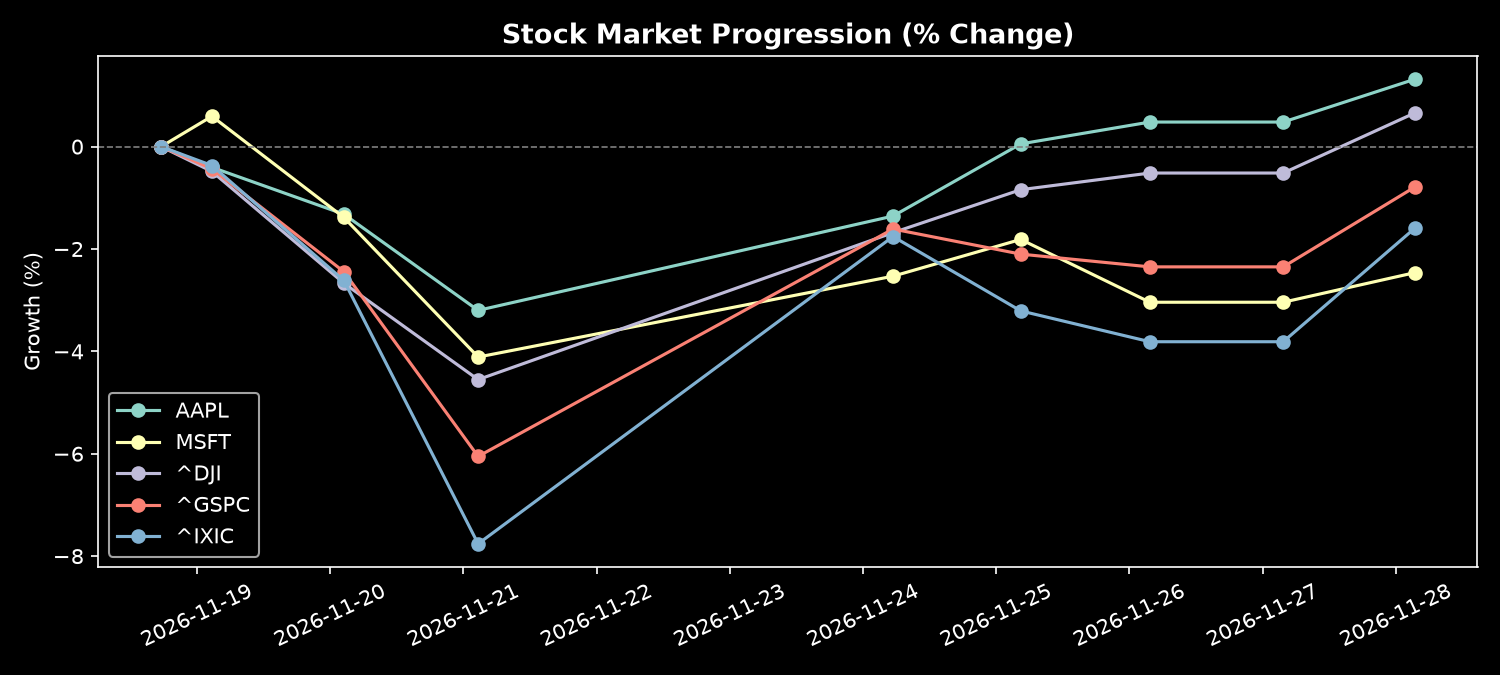 Stock Market Progression (% Change)
Growth (%)
0
−2
−4
−6
−8
AAPL
MSFT
^DJI
^GSPC
^IXIC
2026-11-19
2026-11-20
2026-11-21
2026-11-22
2026-11-23
2026-11-24
2026-11-25
2026-11-26
2026-11-27
2026-11-28